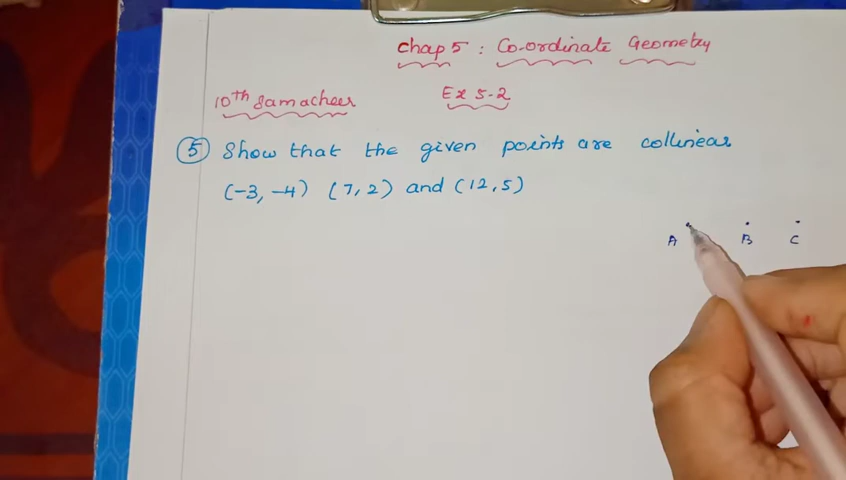 Chap 5 : Co-ordinate Geometry
10th Samacheer Ex 5-2
5 Show that the given points are collinear
(-3, -4) (7, 2) and (12, 5)
A B C